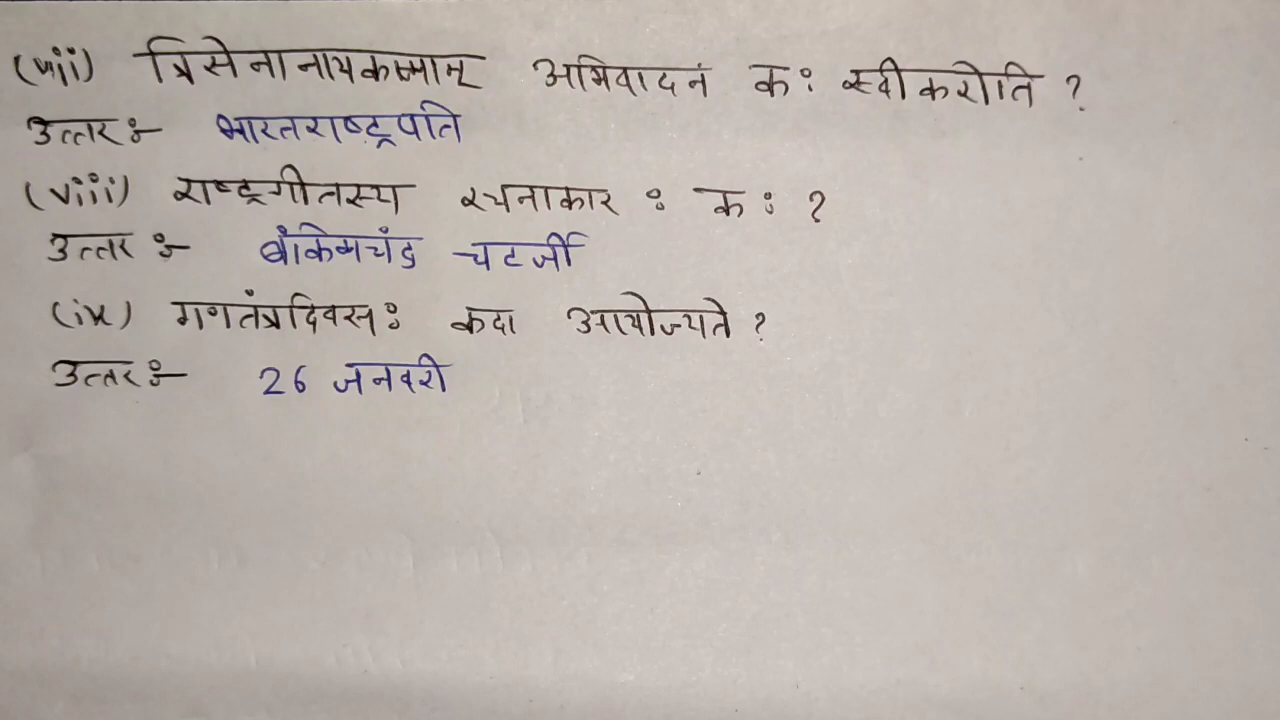 (vii) त्रिसेनानायकानाम् अभिवादनं कः स्वीकरोति ?
उत्तरः- भारतराष्ट्रपति
(viii) राष्ट्रगीतस्य रचनाकारः कः ?
उत्तरः- बंकिमचंद्र चटर्जी
(ix) गणतंत्रदिवसः कदा आयोज्यते ?
उत्तरः- 26 जनवरी